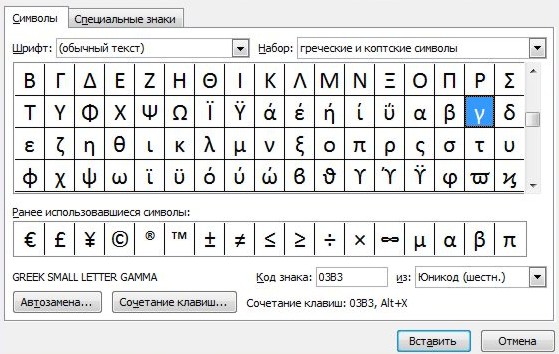 Символы Специальные знаки
Шрифт: (обычный текст) Набор: греческие и коптские символы
Β Γ Δ Ε Ζ Η Θ Ι Κ Λ Μ Ν Ξ Ο Π Ρ Σ
Τ Υ Φ Χ Ψ Ω Ϊ Ϋ ά έ ή ί ΰ α β γ δ
ε ζ η θ ι κ λ μ ν ξ ο π ρ ς σ τ υ
φ χ ψ ω ϊ ϋ ό ύ ώ ϐ ϑ ϒ ϓ ϔ ϕ ϖ ϗ
Ранее использовавшиеся символы:
€ £ ¥ © ® ™ ± ≠ ≤ ≥ ÷ × ∞ μ α β π
GREEK SMALL LETTER GAMMA Код знака: 03B3 из: Юникод (шестн.)
Автозамена... Сочетание клавиш... Сочетание клавиш: 03B3, Alt+X
Вставить Отмена